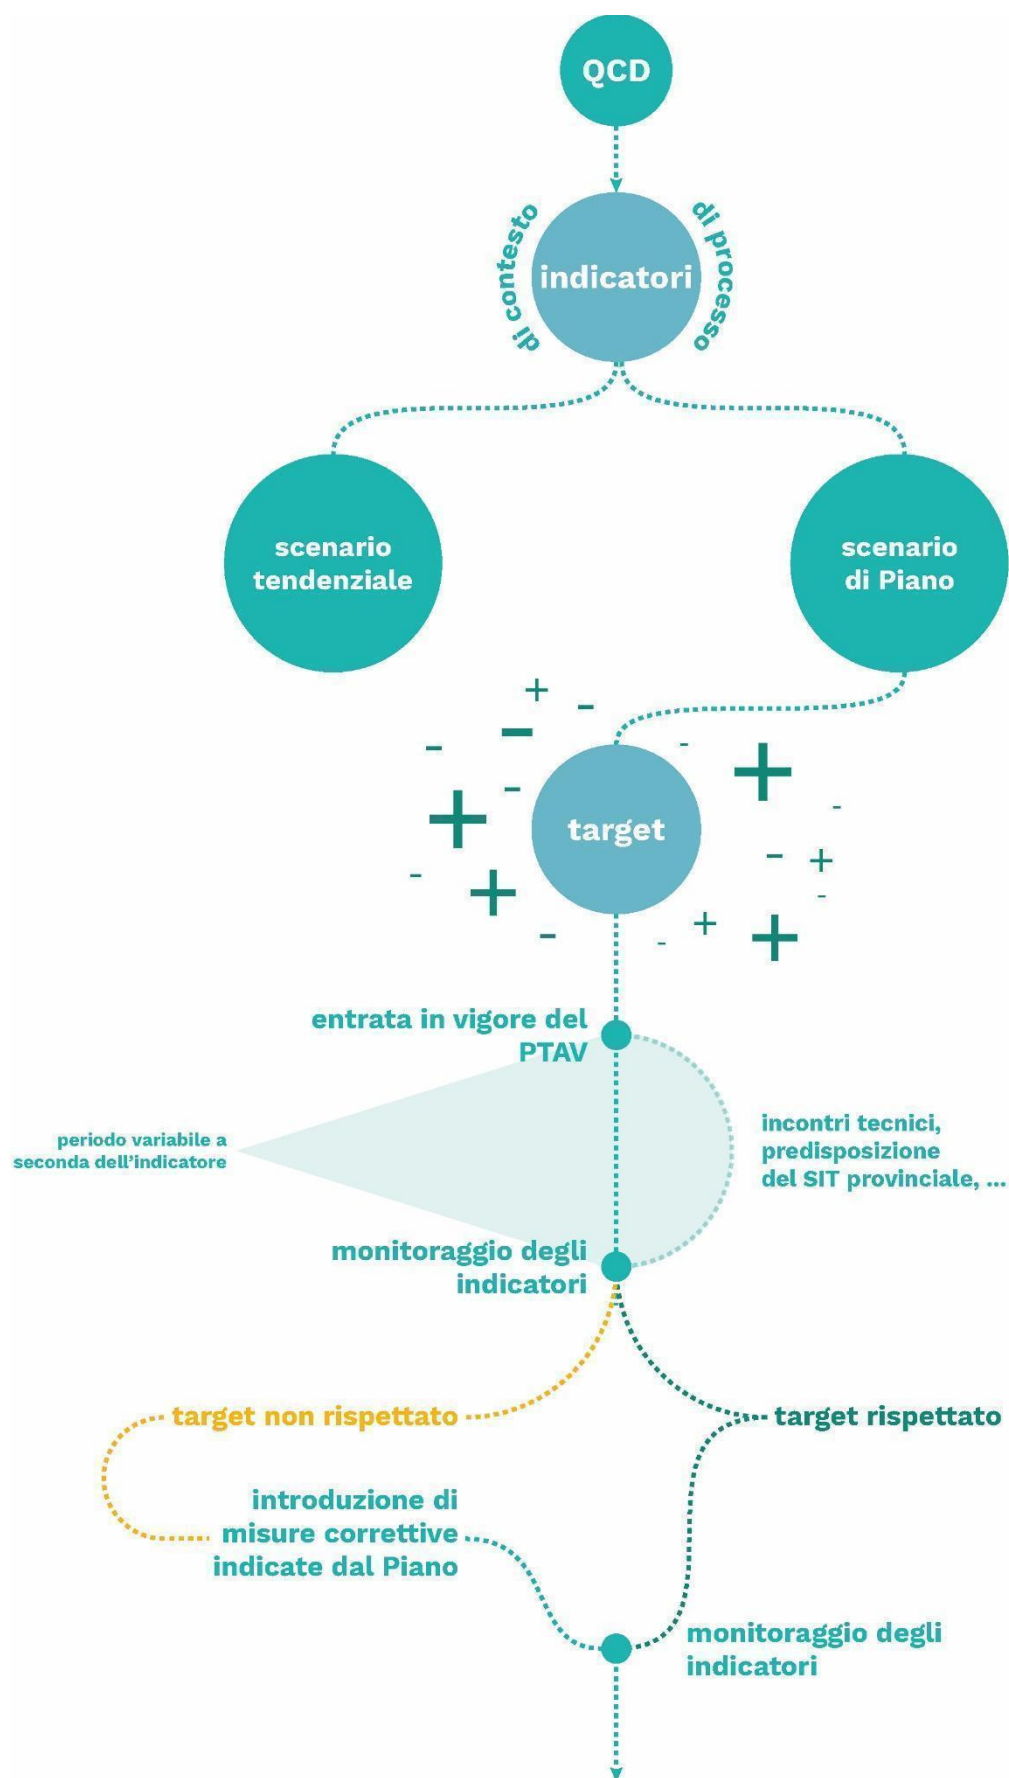 QCD
di contesto
indicatori
di processo
scenario
tendenziale
scenario
di Piano
target
entrata in vigore del
PTAV
periodo variabile a
seconda dell'indicatore
incontri tecnici,
predisposizione
del SIT provinciale, ...
monitoraggio degli
indicatori
target non rispettato
target rispettato
introduzione di
misure correttive
indicate dal Piano
monitoraggio degli
indicatori